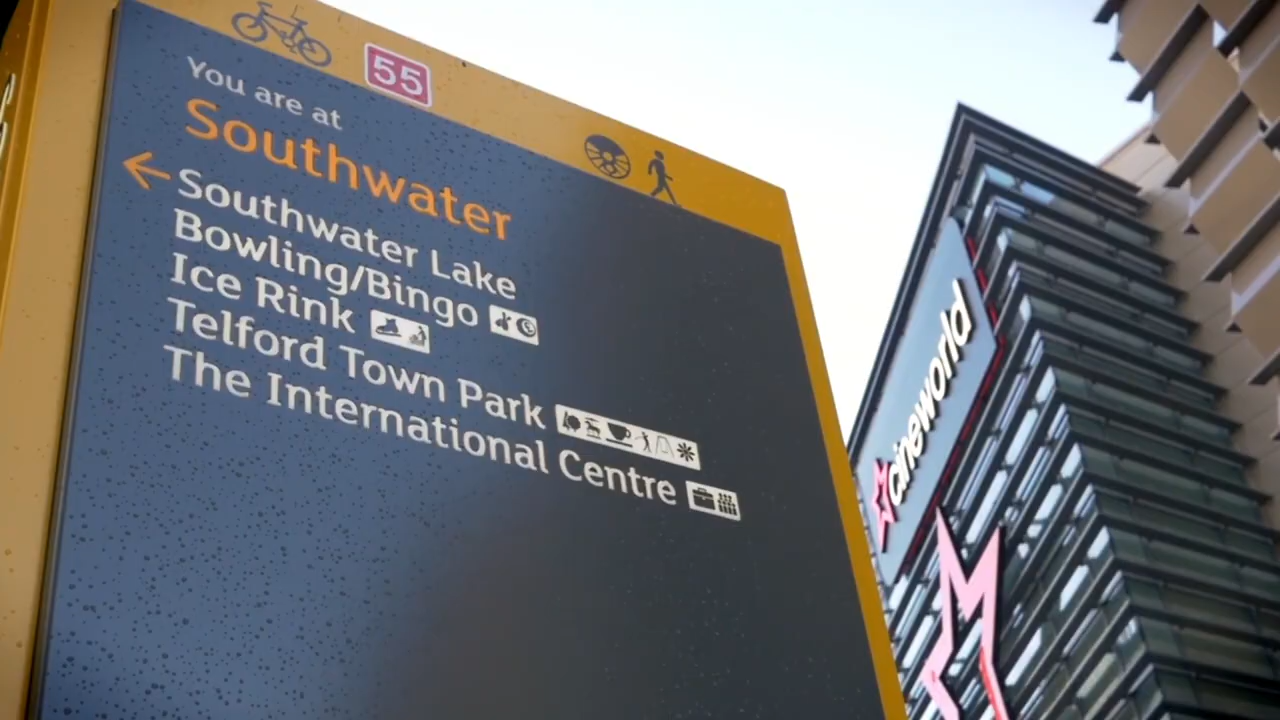 55
You are at
Southwater
Southwater Lake
Bowling/Bingo
Ice Rink
Telford Town Park
The International Centre
cineworld